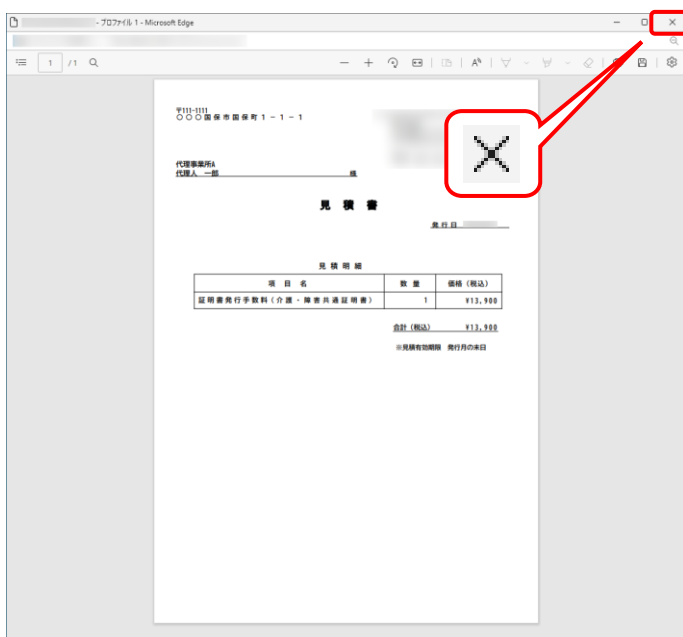 - プロファイル 1 - Microsoft Edge
1 /1
〒111-1111
〇〇〇国保市国保町1-1-1
代理事業所A
代理人 一郎 様
見 積 書
発行日
見 積 明 細
項 目 名 数 量 価格(税込)
証明書発行手数料(介護・障害共通証明書) 1 ¥13,900
合計(税込) ¥13,900
※見積有効期限 発行月の末日